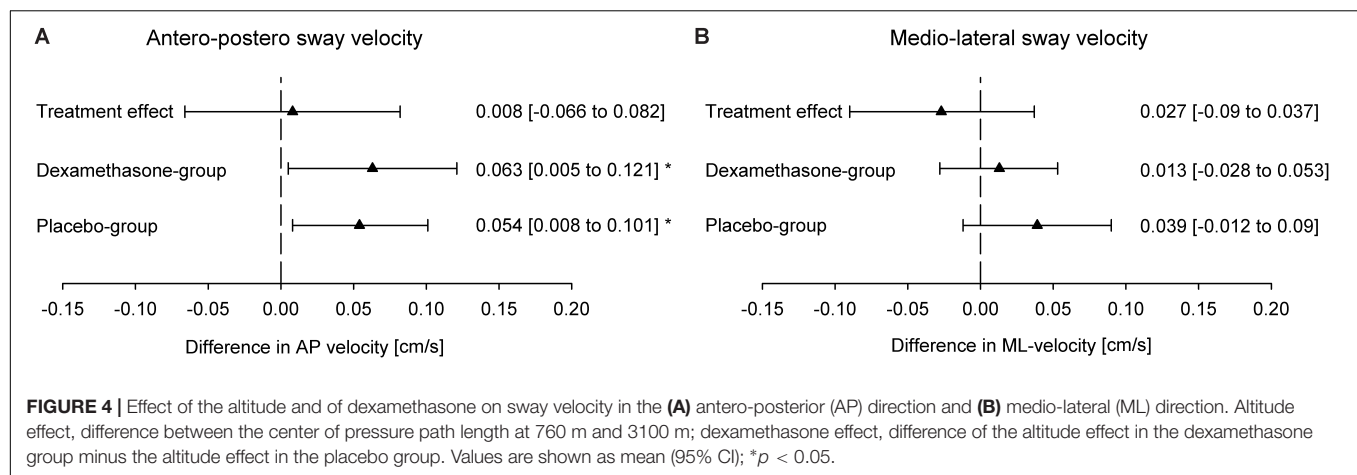 A Antero-postero sway velocity
Treatment effect 0.008 [-0.066 to 0.082]
Dexamethasone-group 0.063 [0.005 to 0.121] *
Placebo-group 0.054 [0.008 to 0.101] *
-0.15 -0.10 -0.05 0.00 0.05 0.10 0.15 0.20
Difference in AP velocity [cm/s]
B Medio-lateral sway velocity
Treatment effect 0.027 [-0.09 to 0.037]
Dexamethasone-group 0.013 [-0.028 to 0.053]
Placebo-group 0.039 [-0.012 to 0.09]
-0.15 -0.10 -0.05 0.00 0.05 0.10 0.15 0.20
Difference in ML-velocity [cm/s]
FIGURE 4 | Effect of the altitude and of dexamethasone on sway velocity in the (A) antero-posterior (AP) direction and (B) medio-lateral (ML) direction. Altitude
effect, difference between the center of pressure path length at 760 m and 3100 m; dexamethasone effect, difference of the altitude effect in the dexamethasone
group minus the altitude effect in the placebo group. Values are shown as mean (95% CI); *p < 0.05.